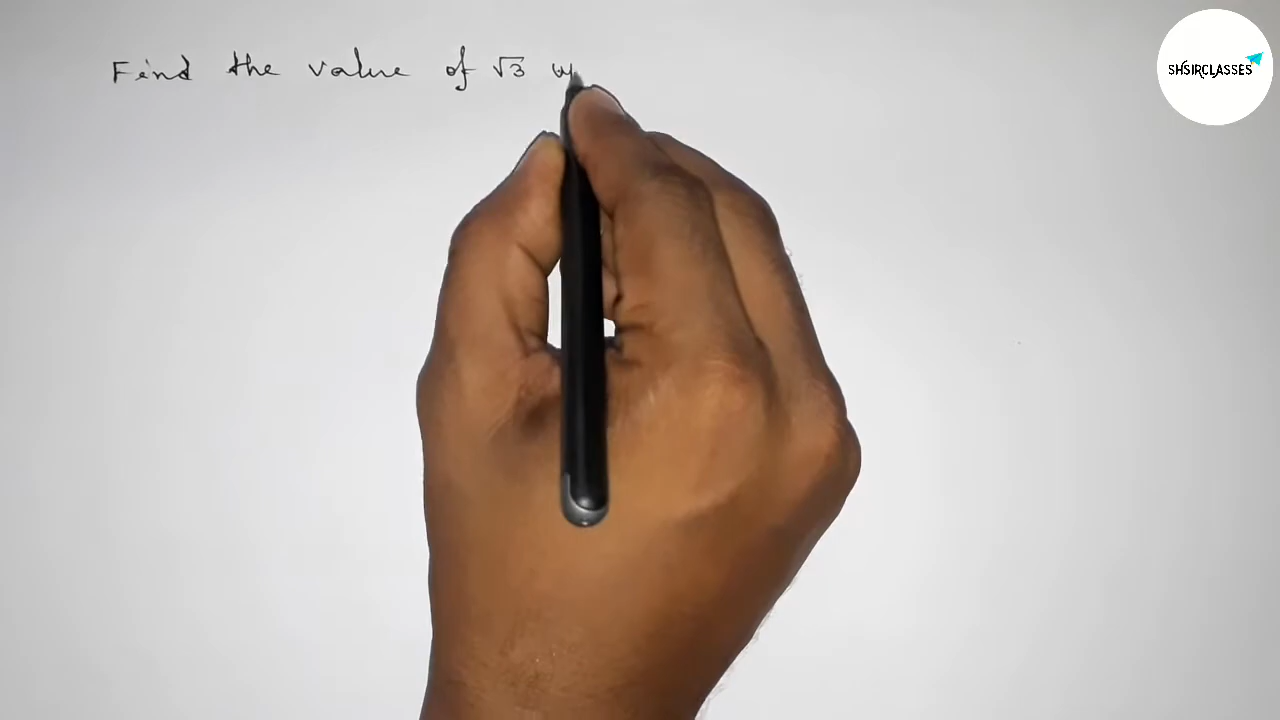 Find the value of √3
SHSIRCLASSES